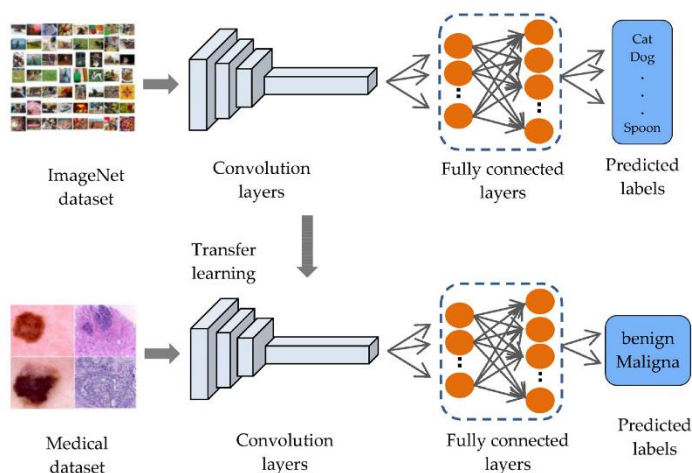 Cat
Dog
.
.
.
Spoon
ImageNet
dataset
Convolution
layers
Fully connected
layers
Predicted
labels
Transfer
learning
benign
Maligna
Medical
dataset
Convolution
layers
Fully connected
layers
Predicted
labels